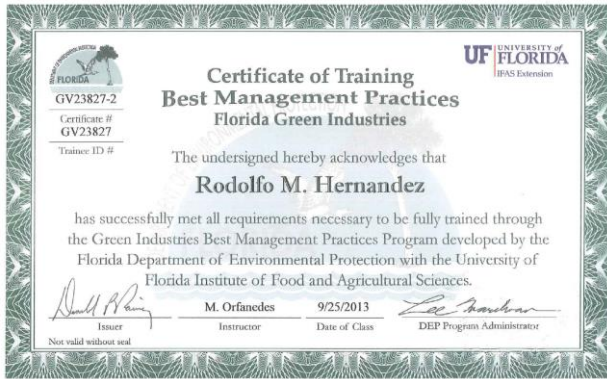 FLORIDA
GV23827-2
Certificate #
GV23827
Trainee ID #
UF UNIVERSITY of
FLORIDA
IFAS Extension
Certificate of Training
Best Management Practices
Florida Green Industries
The undersigned hereby acknowledges that
Rodolfo M. Hernandez
has successfully met all requirements necessary to be fully trained through
the Green Industries Best Management Practices Program developed by the
Florida Department of Environmental Protection with the University of
Florida Institute of Food and Agricultural Sciences.
M. Orfanedes 9/25/2013
Issuer Instructor Date of Class DEP Program Administrator
Not valid without seal